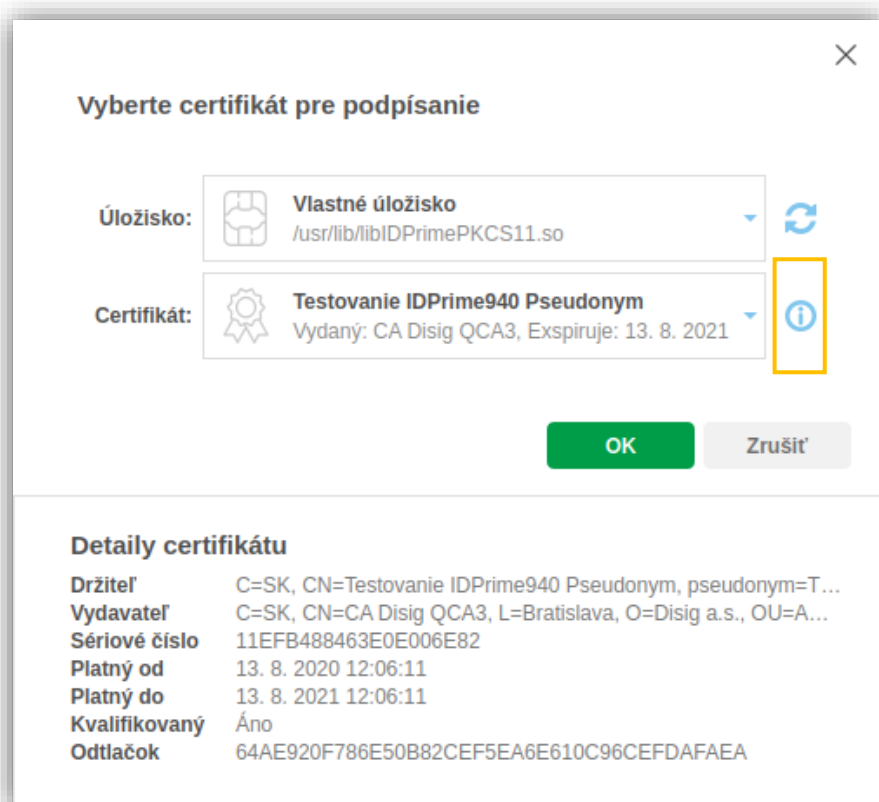 Vyberte certifikát pre podpísanie
Úložisko:
Vlastné úložisko
/usr/lib/libIDPrimePKCS11.so
Certifikát:
Testovanie IDPrime940 Pseudonym
Vydaný: CA Disig QCA3, Exspiruje: 13. 8. 2021
OK
Zrušiť
Detaily certifikátu
Držiteľ C=SK, CN=Testovanie IDPrime940 Pseudonym, pseudonym=T...
Vydavateľ C=SK, CN=CA Disig QCA3, L=Bratislava, O=Disig a.s., OU=A...
Sériové číslo 11EFB488463E0E006E82
Platný od 13. 8. 2020 12:06:11
Platný do 13. 8. 2021 12:06:11
Kvalifikovaný Áno
Odtlačok 64AE920F786E50B82CEF5EA6E610C96CEFDAFAEA